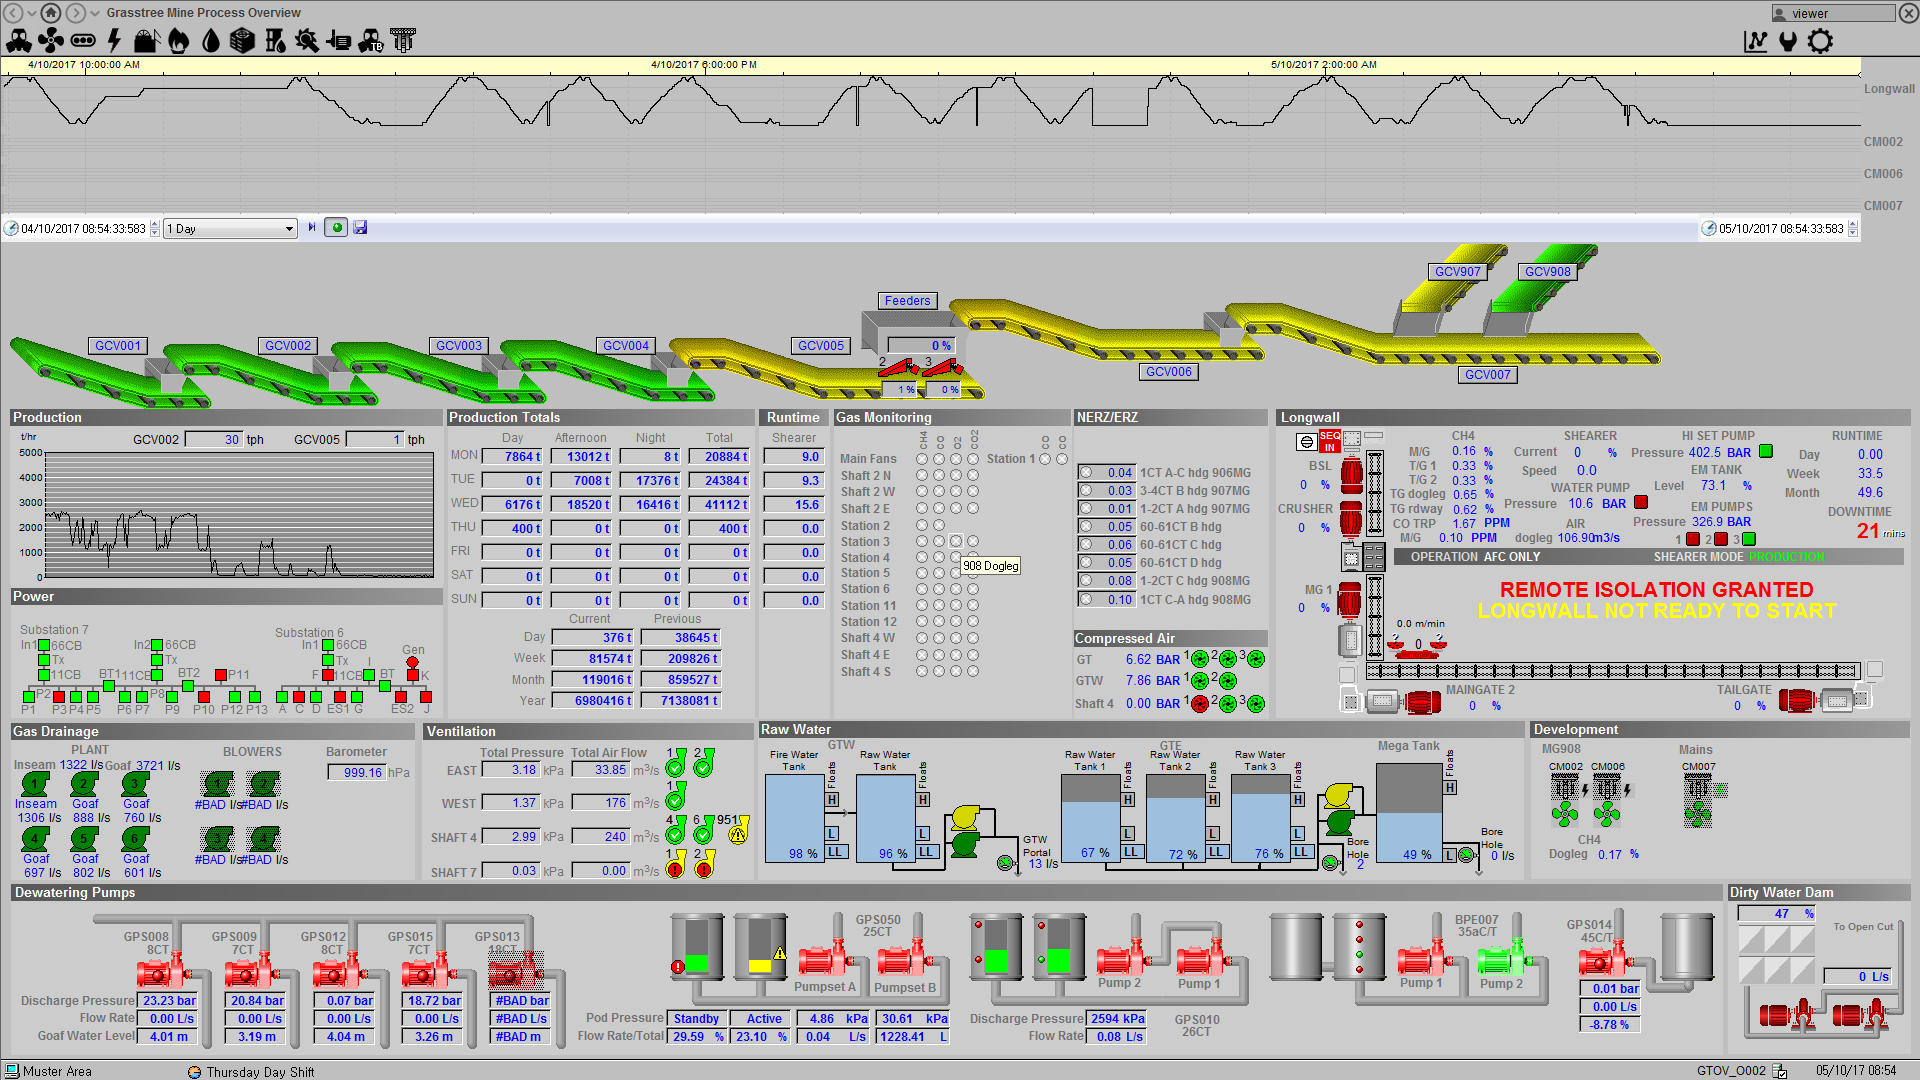 Grasstree Mine Process Overview
viewer
4/10/2017 10:00:00 AM
4/10/2017 6:00:00 PM
5/10/2017 2:00:00 AM
Longwall
CM002
CM006
CM007
04/10/2017 08:54:33:583
1 Day
05/10/2017 08:54:33:583
GCV907
GCV908
Feeders
GCV001
GCV002
GCV003
GCV004
GCV005
0 %
2
3
1 %
0 %
GCV006
GCV007
Production
t/hr
GCV002 30 tph
GCV005 1 tph
5000
4000
3000
2000
1000
0
Production Totals
Day Afternoon Night Total
MON 7864 t 13012 t 8 t 20884 t
TUE 0 t 7008 t 17376 t 24384 t
WED 6176 t 18520 t 16416 t 41112 t
THU 400 t 0 t 0 t 400 t
FRI 0 t 0 t 0 t 0 t
SAT 0 t 0 t 0 t 0 t
SUN 0 t 0 t 0 t 0 t
Current Previous
Day 376 t 38645 t
Week 81574 t 209826 t
Month 119016 t 859527 t
Year 6980416 t 7138081 t
Runtime
Shearer
9.0
9.3
15.6
0.0
0.0
0.0
0.0
Gas Monitoring
CH4
CO
O2
CO2
CO
CO
Main Fans
Station 1
Shaft 2 N
Shaft 2 W
Shaft 2 E
Station 2
Station 3
Station 4
908 Dogleg
Station 5
Station 6
Station 11
Station 12
Shaft 4 W
Shaft 4 E
Shaft 4 S
NERZ/ERZ
0.04 1CT A-C hdg 906MG
0.03 3-4CT B hdg 907MG
0.01 1-2CT A hdg 907MG
0.05 60-61CT B hdg
0.06 60-61CT C hdg
0.05 60-61CT D hdg
0.08 1-2CT C hdg 908MG
0.10 1CT C-A hdg 908MG
Compressed Air
GT 6.62 BAR 1 2 3
GTW 7.86 BAR 1 2
Shaft 4 0.00 BAR 1 2 3
Longwall
SEQ IN
BSL
0 %
CRUSHER
0 %
MG 1
0 %
CH4
M/G 0.16 %
T/G 1 0.33 %
T/G 2 0.33 %
TG dogleg 0.65 %
TG rdway 0.62 %
CO TRP 1.67 PPM
M/G 0.10 PPM
SHEARER
Current 0 %
Speed 0.0
WATER PUMP
Pressure 10.6 BAR
AIR
dogleg 106.90m3/s
HI SET PUMP
Pressure 402.5 BAR
EM TANK
Level 73.1 %
EM PUMPS
Pressure 326.9 BAR
1 2 3
RUNTIME
Day 0.00
Week 33.5
Month 49.6
DOWNTIME
21 mins
OPERATION AFC ONLY
SHEARER MODE PRODUCTION
REMOTE ISOLATION GRANTED
LONGWALL NOT READY TO START
0.0 m/min
? 0 ?
MAINGATE 2
0 %
TAILGATE
0 %
Power
Substation 7
In1 66CB
Tx
11CB
In2 66CB
Tx
11CB
BT1
BT2
P11
P1 P2 P3 P4 P5 P6 P7 P8 P9 P10 P12 P13
Substation 6
In1 66CB
Tx
F 11CB
I
BT
Gen
K
A C D ES1 G ES2 J
Gas Drainage
PLANT
BLOWERS
Barometer
Inseam 1322 l/s Goaf 3721 l/s
999.16 hPa
1 2 3
Inseam Goaf Goaf
1306 l/s 888 l/s 760 l/s
4 5 6
Goaf Goaf Goaf
697 l/s 802 l/s 601 l/s
1 2
#BAD l/s #BAD l/s
3 4
#BAD l/s #BAD l/s
Ventilation
Total Pressure Total Air Flow
EAST 3.18 kPa 33.85 m³/s 1 2
WEST 1.37 kPa 176 m³/s 1
SHAFT 4 2.99 kPa 240 m³/s 4 6 951
SHAFT 7 0.03 kPa 0.00 m³/s 1 2
Raw Water
GTW
Fire Water Tank
Raw Water Tank
Floats
H
L
LL
98 %
Floats
H
L
LL
96 %
GTW Portal
13 l/s
GTE
Raw Water Tank 1
Raw Water Tank 2
Raw Water Tank 3
Floats
H
L
LL
67 %
Floats
H
L
LL
72 %
Floats
H
L
LL
76 %
Bore Hole
2
Mega Tank
Floats
H
L
49 %
Bore Hole
0 l/s
Development
MG908
CM002 CM006
Mains
CM007
CH4
Dogleg 0.17 %
Dewatering Pumps
GPS008
8CT
GPS009
7CT
GPS012
8CT
GPS015
7CT
GPS013
18CT
Discharge Pressure 23.23 bar 20.84 bar 0.07 bar 18.72 bar #BAD bar
Flow Rate 0.00 L/s 0.00 L/s 0.00 L/s 0.00 L/s #BAD L/s
Goaf Water Level 4.01 m 3.19 m 4.04 m 3.26 m #BAD m
GPS050
25CT
Pumpset A
Pumpset B
Pod Pressure Standby Active 4.86 kPa 30.61 kPa
Flow Rate/Total 29.59 % 23.10 % 0.04 L/s 1228.41 L
Pump 2
Pump 1
Discharge Pressure 2594 kPa
Flow Rate 0.08 L/s
GPS010
26CT
BPE007
35aC/T
Pump 1
Pump 2
GPS014
45C/T
0.01 bar
0.00 L/s
-8.78 %
Dirty Water Dam
47 %
To Open Cut
0 L/s
Muster Area
Thursday Day Shift
GTOV_O002
05/10/17 08:54